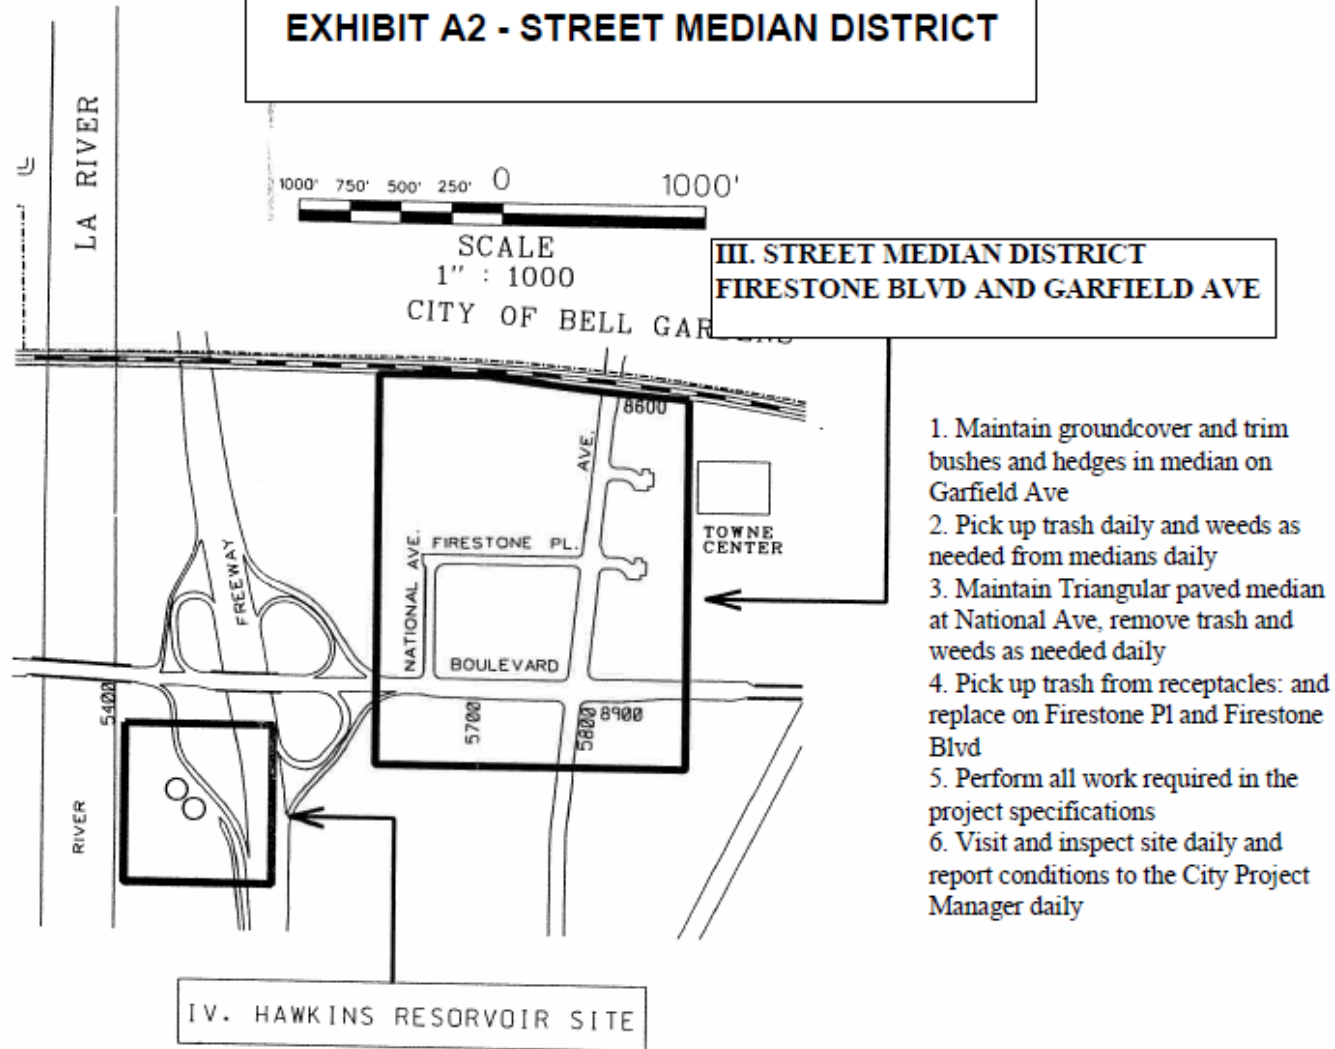 EXHIBIT A2 - STREET MEDIAN DISTRICT
LA RIVER
1000' 750' 500' 250' 0 1000'
SCALE
1" : 1000
CITY OF BELL GARDENS
III. STREET MEDIAN DISTRICT
FIRESTONE BLVD AND GARFIELD AVE
8600
AVE.
TOWNE
CENTER
FIRESTONE PL.
NATIONAL AVE.
FREEWAY
BOULEVARD
5400
5700
5800
8900
RIVER
1. Maintain groundcover and trim
bushes and hedges in median on
Garfield Ave
2. Pick up trash daily and weeds as
needed from medians daily
3. Maintain Triangular paved median
at National Ave, remove trash and
weeds as needed daily
4. Pick up trash from receptacles: and
replace on Firestone Pl and Firestone
Blvd
5. Perform all work required in the
project specifications
6. Visit and inspect site daily and
report conditions to the City Project
Manager daily
IV. HAWKINS RESORVOIR SITE